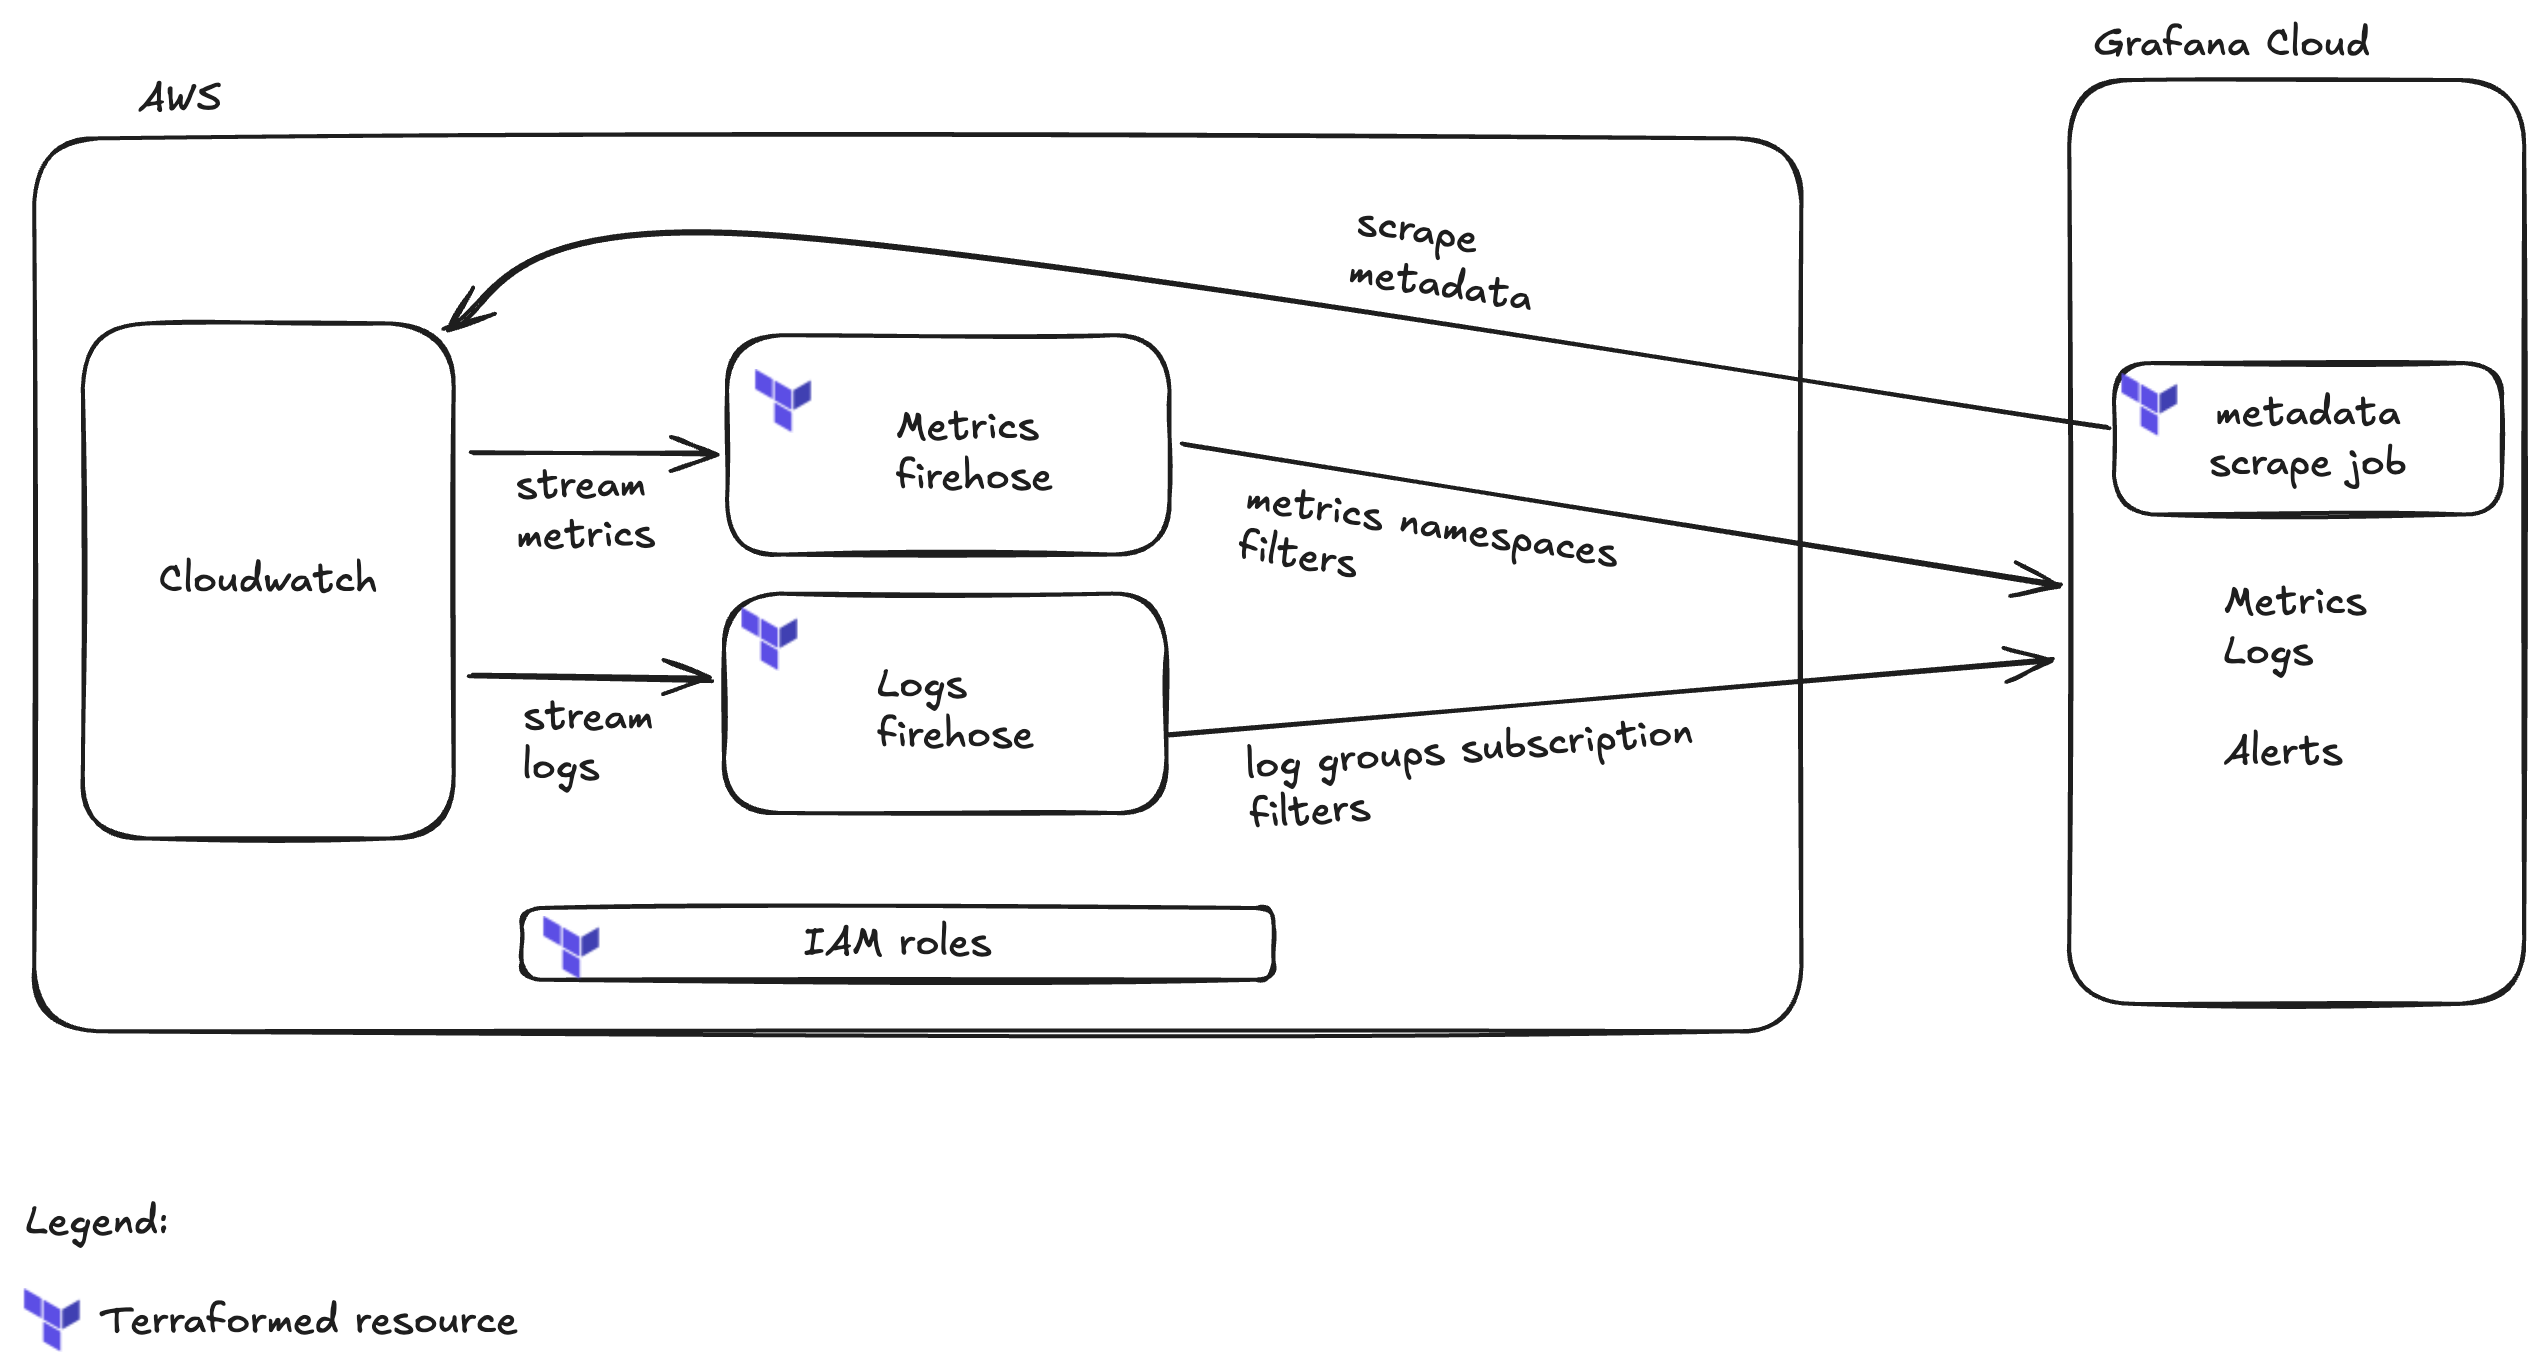 Grafana Cloud
AWS
scrape
metadata
Metrics
firehose
metadata
scrape job
stream
metrics
metrics namespaces
filters
Cloudwatch
Metrics
Logs
Alerts
Logs
firehose
stream
logs
log groups subscription
filters
IAM roles
Legend:
Terraformed resource